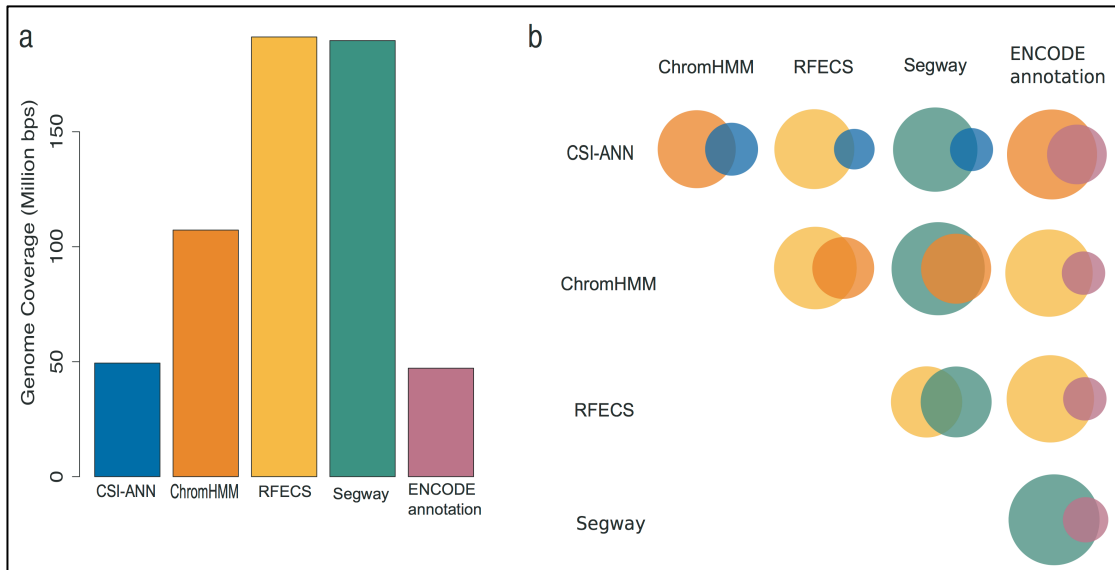 a
Genome Coverage (Million bps)
150
100
50
0
CSI-ANN
ChromHMM
RFECS
Segway
ENCODE
annotation
b
ChromHMM
RFECS
Segway
ENCODE
annotation
CSI-ANN
ChromHMM
RFECS
Segway